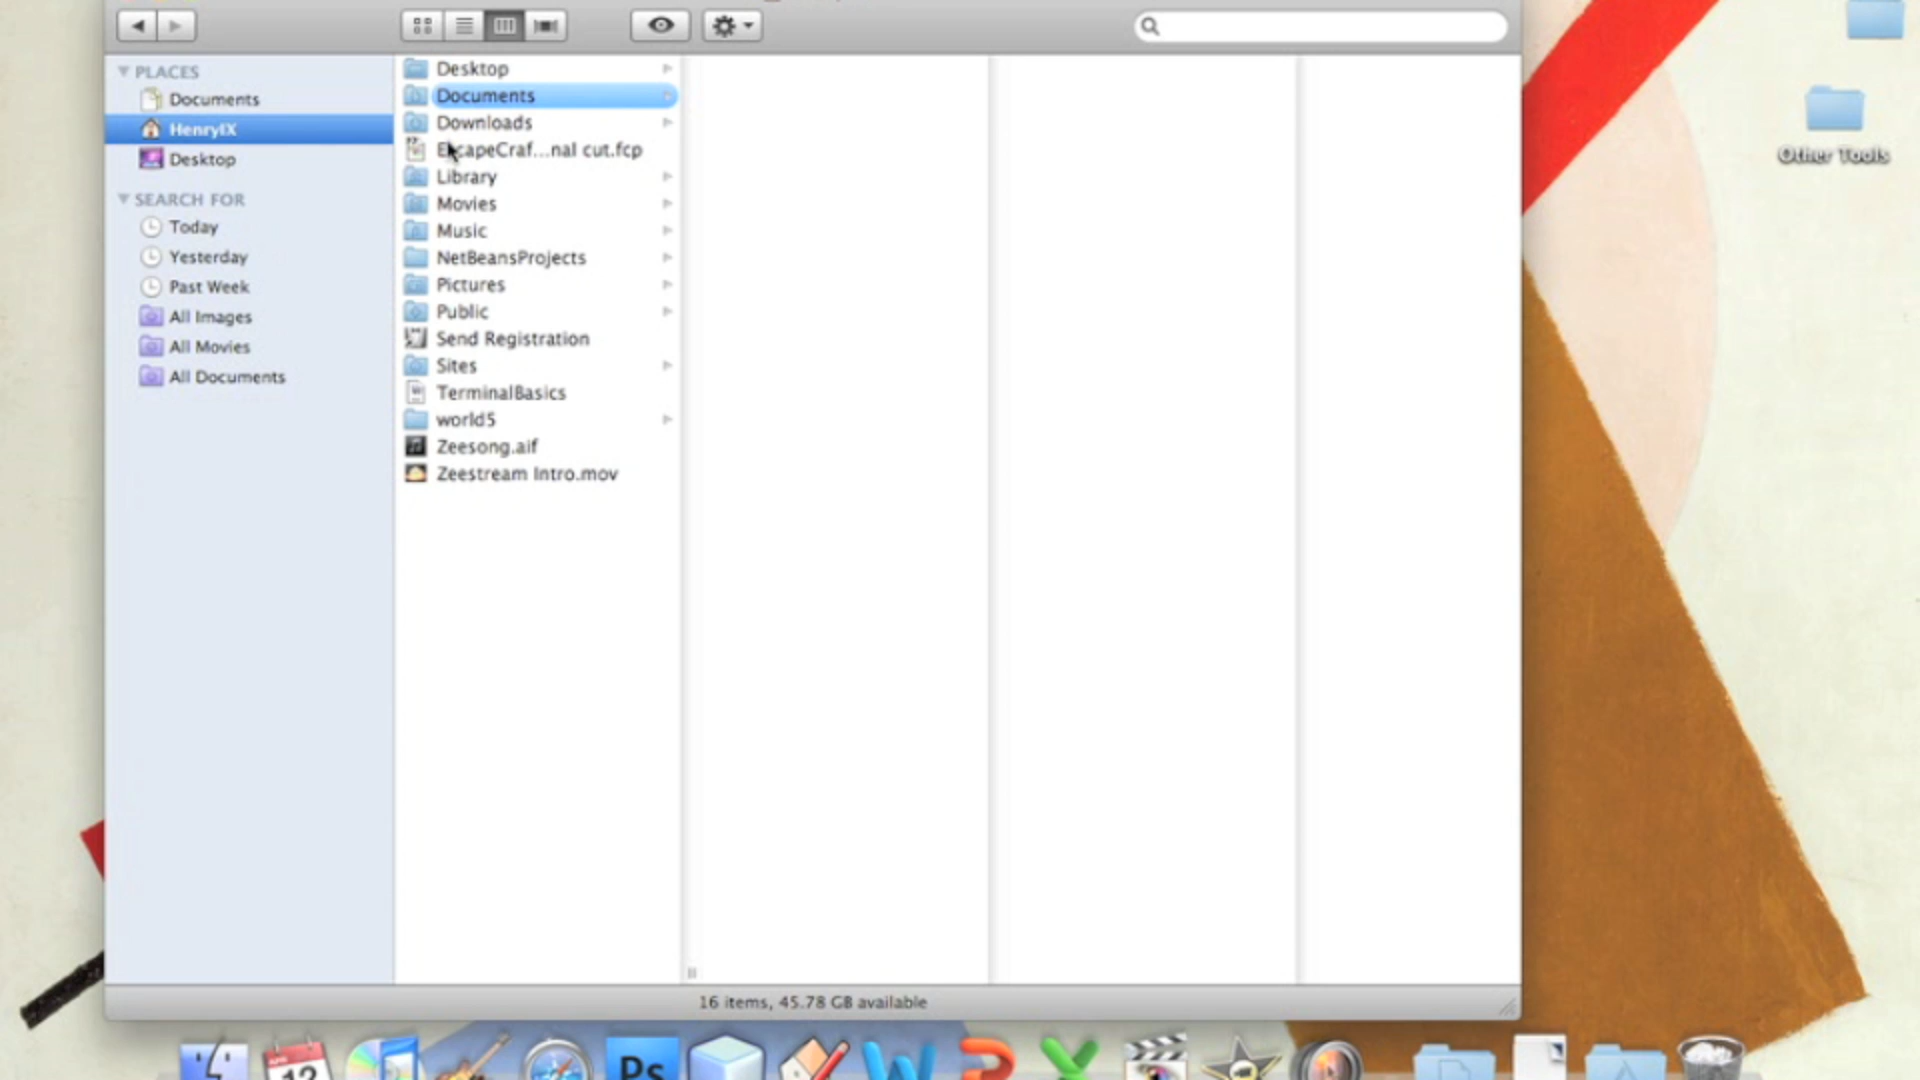 PLACES
Documents
HenryIX
Desktop
SEARCH FOR
Today
Yesterday
Past Week
All Images
All Movies
All Documents
Desktop
Documents
Downloads
EscapeCraf...nal cut.fcp
Library
Movies
Music
NetBeansProjects
Pictures
Public
Send Registration
Sites
TerminalBasics
world5
Zeesong.aif
Zeestream Intro.mov
16 items, 45.78 GB available
Other Tools
12
Ps